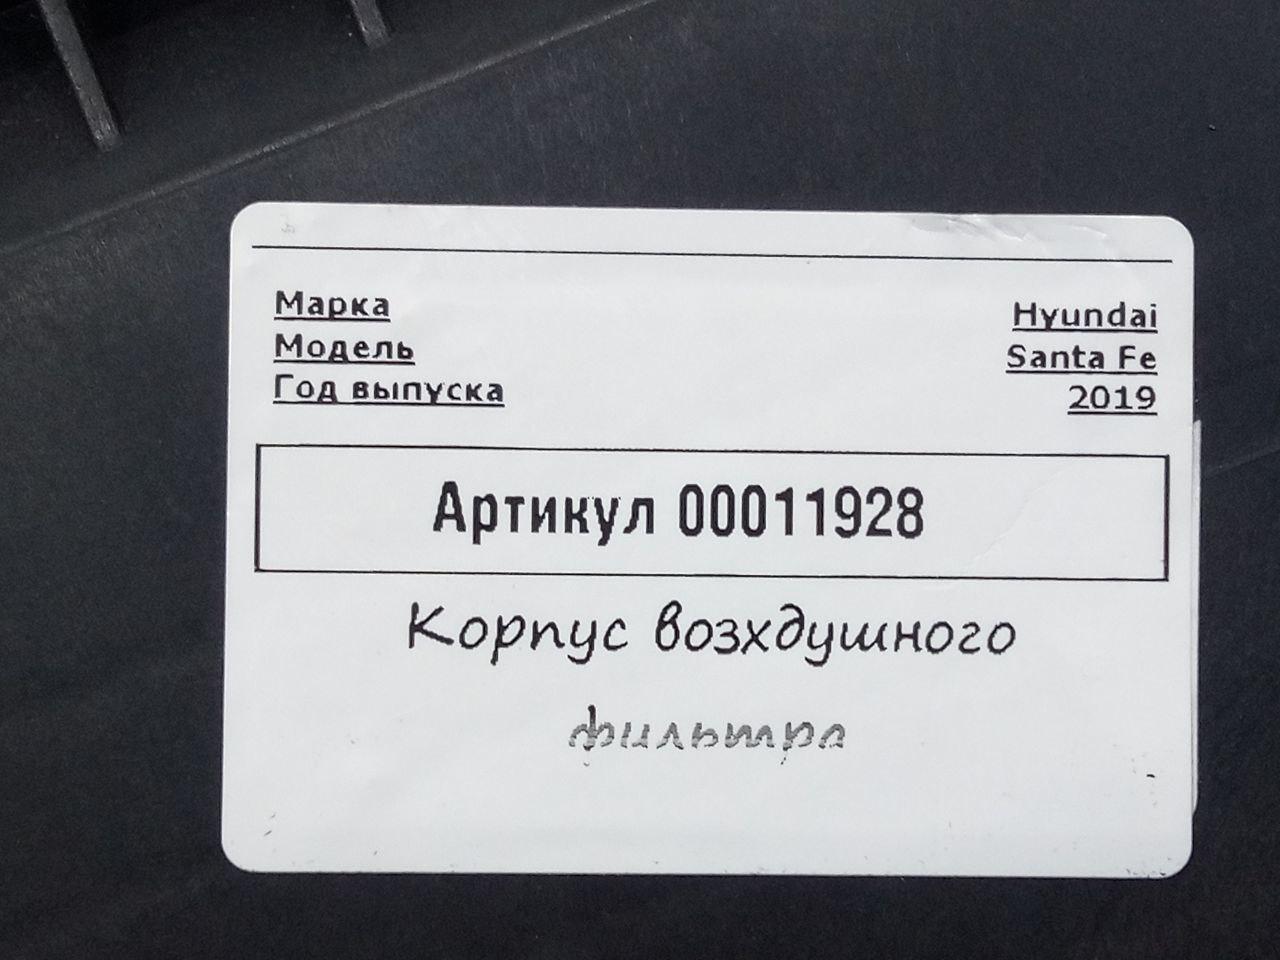 Марка Hyundai
Модель Santa Fe
Год выпуска 2019
Артикул 00011928
Корпус возхдушного
фильтра